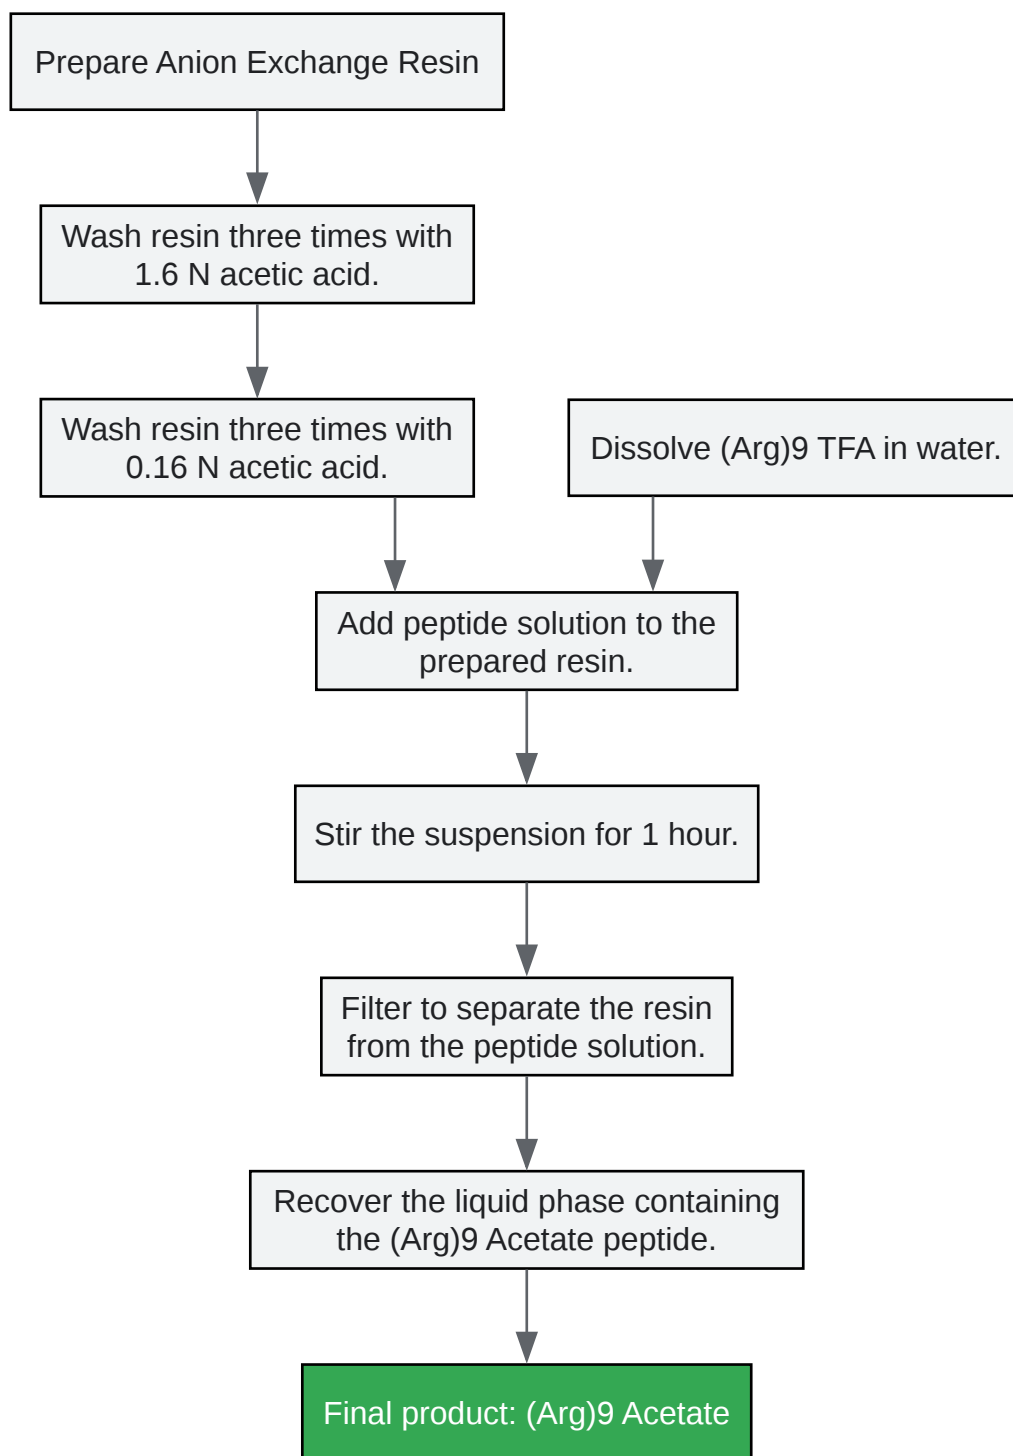 Prepare Anion Exchange Resin
Wash resin three times with
1.6 N acetic acid.
Wash resin three times with
0.16 N acetic acid.
Dissolve (Arg)9 TFA in water.
Add peptide solution to the
prepared resin.
Stir the suspension for 1 hour.
Filter to separate the resin
from the peptide solution.
Recover the liquid phase containing
the (Arg)9 Acetate peptide.
Final product: (Arg)9 Acetate